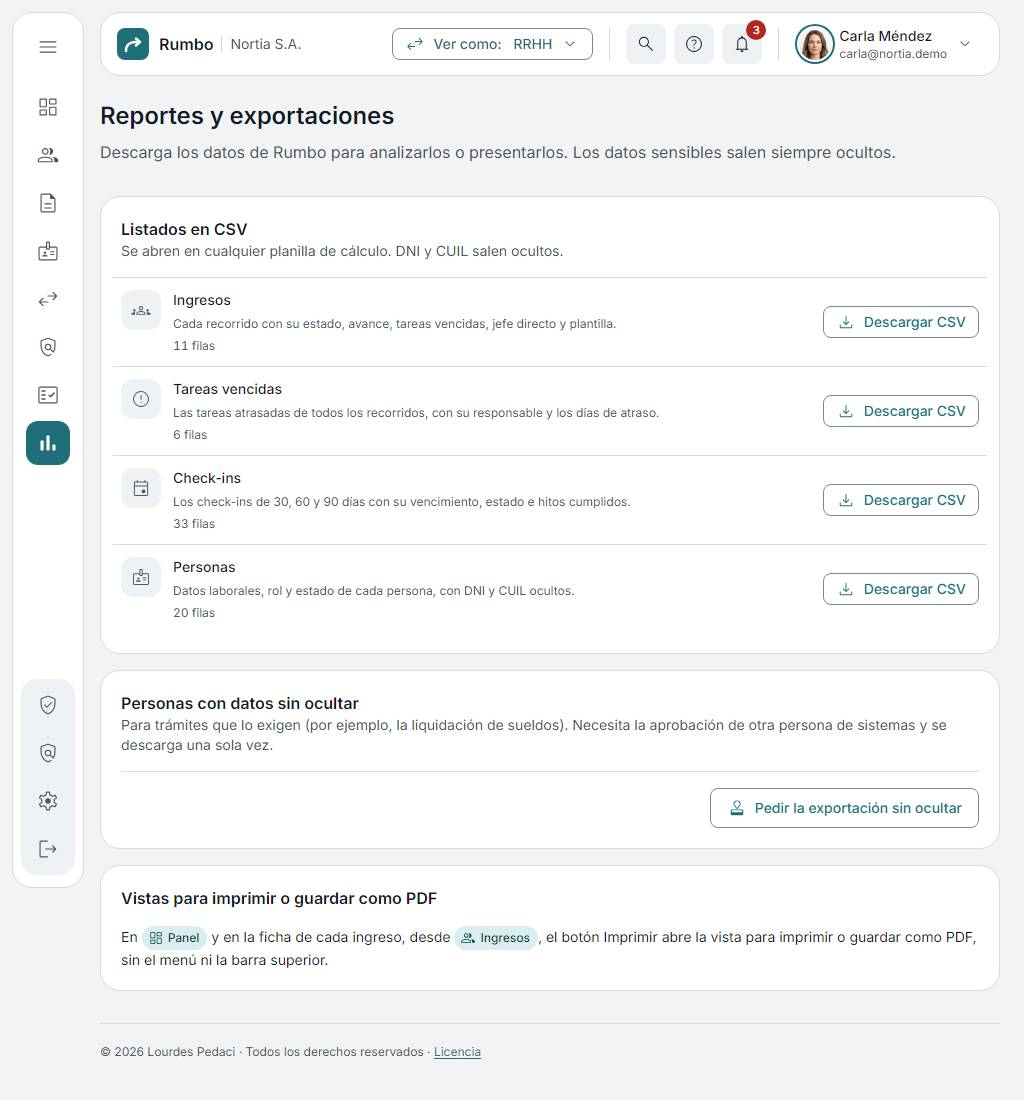 Rumbo
Nortia S.A.
Ver como: RRHH
3
Carla Méndez
carla@nortia.demo
Reportes y exportaciones
Descarga los datos de Rumbo para analizarlos o presentarlos. Los datos sensibles salen siempre ocultos.
Listados en CSV
Se abren en cualquier planilla de cálculo. DNI y CUIL salen ocultos.
Ingresos
Cada recorrido con su estado, avance, tareas vencidas, jefe directo y plantilla.
11 filas
Descargar CSV
Tareas vencidas
Las tareas atrasadas de todos los recorridos, con su responsable y los días de atraso.
6 filas
Descargar CSV
Check-ins
Los check-ins de 30, 60 y 90 días con su vencimiento, estado e hitos cumplidos.
33 filas
Descargar CSV
Personas
Datos laborales, rol y estado de cada persona, con DNI y CUIL ocultos.
20 filas
Descargar CSV
Personas con datos sin ocultar
Para trámites que lo exigen (por ejemplo, la liquidación de sueldos). Necesita la aprobación de otra persona de sistemas y se
descarga una sola vez.
Pedir la exportación sin ocultar
Vistas para imprimir o guardar como PDF
En Panel y en la ficha de cada ingreso, desde Ingresos, el botón Imprimir abre la vista para imprimir o guardar como PDF,
sin el menú ni la barra superior.
© 2026 Lourdes Pedaci · Todos los derechos reservados · Licencia